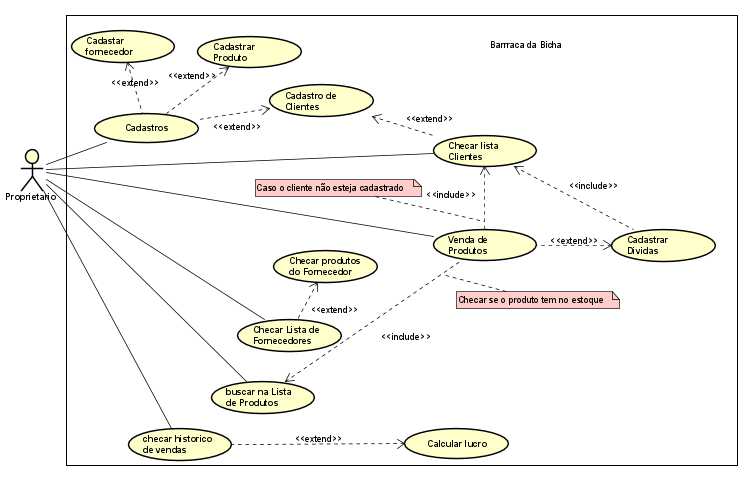 Cadastar
fornecedor
Cadastrar
Produto
Barrraca da Bicha
<<extend>>
<<extend>>
Cadastro de
Clientes
<<extend>>
<<extend>>
Cadastros
Checar lista
Clientes
Proprietario
Caso o cliente não esteja cadastrado
<<include>>
<<include>>
Venda de
Produtos
<<extend>>
Cadastrar
Dividas
Checar produtos
do Fornecedor
Checar se o produto tem no estoque
<<extend>>
Checar Lista de
Fornecedores
<<include>>
buscar na Lista
de Produtos
checar historico
de vendas
<<extend>>
Calcular lucro